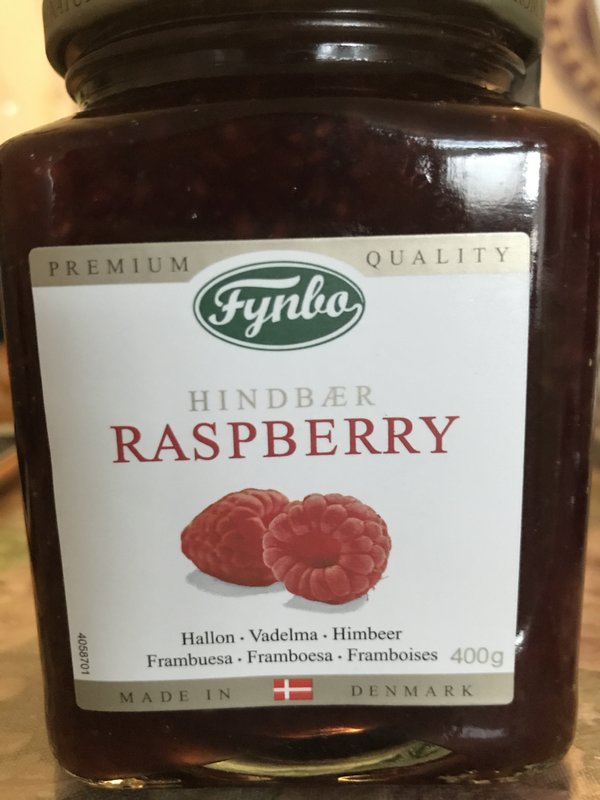 PREMIUM QUALITY
Fynbo
HINDBÆR
RASPBERRY
Hallon · Vadelma · Himbeer
Frambuesa · Framboesa · Framboises 400g
4058701
MADE IN DENMARK